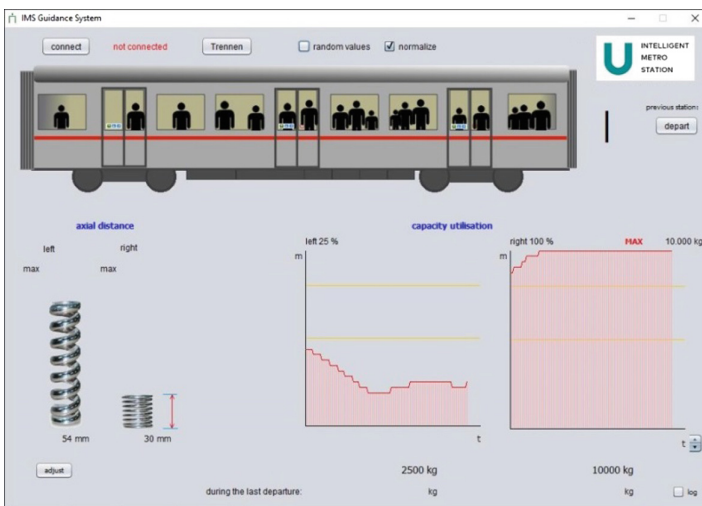 IMS Guidance System
connect not connected Trennen random values normalize
INTELLIGENT
METRO
STATION
previous station:
depart
axial distance capacity utilisation
left right left 25 % right 100 % MAX 10.000 kg
max max m m
54 mm 30 mm t t
adjust 2500 kg 10000 kg
during the last departure: kg kg log